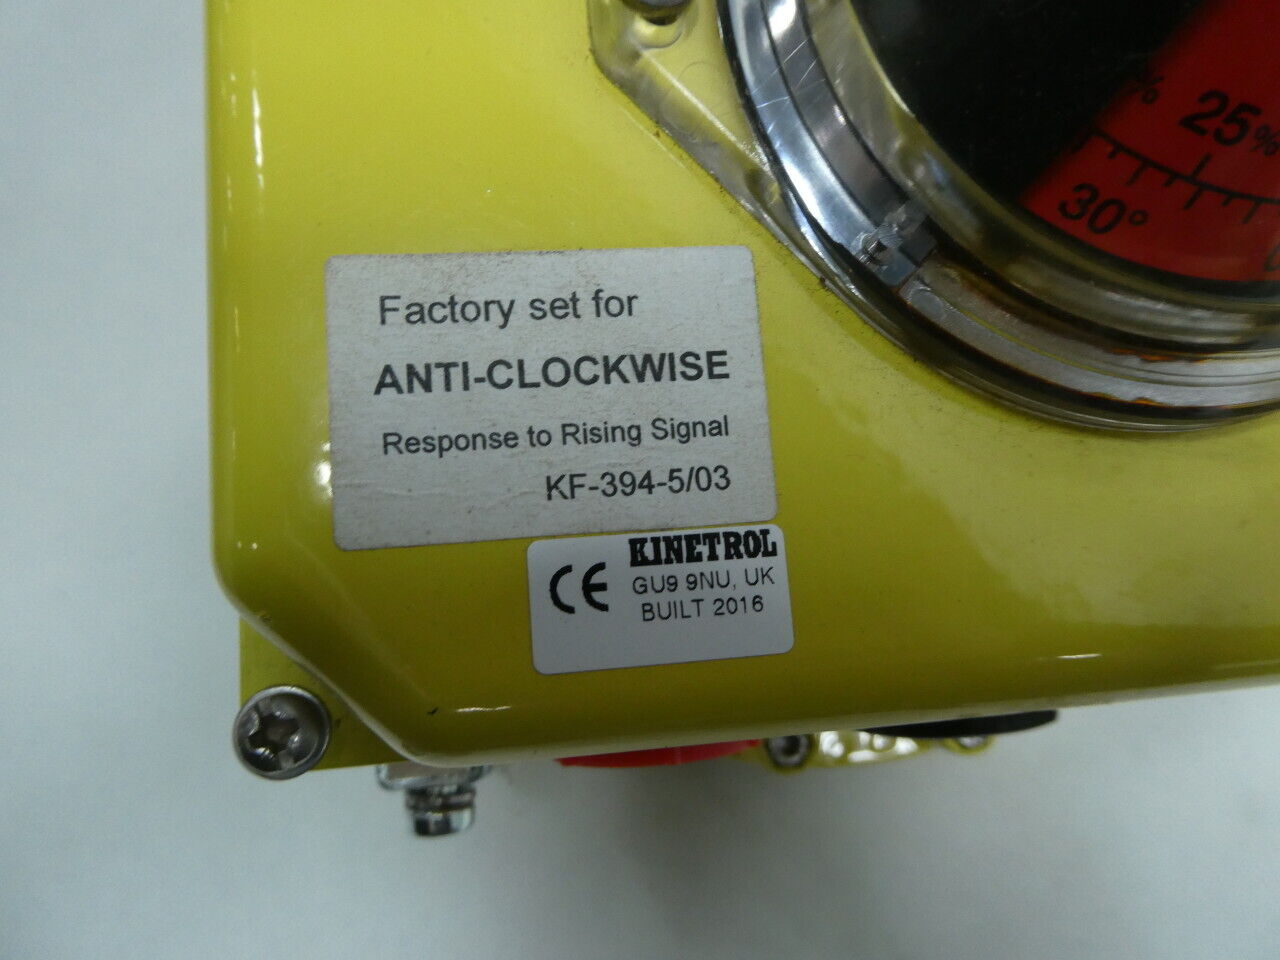 %
25%
30°
Factory set for
ANTI-CLOCKWISE
Response to Rising Signal
KF-394-5/03
KINETROL
CE
GU9 9NU, UK
BUILT 2016